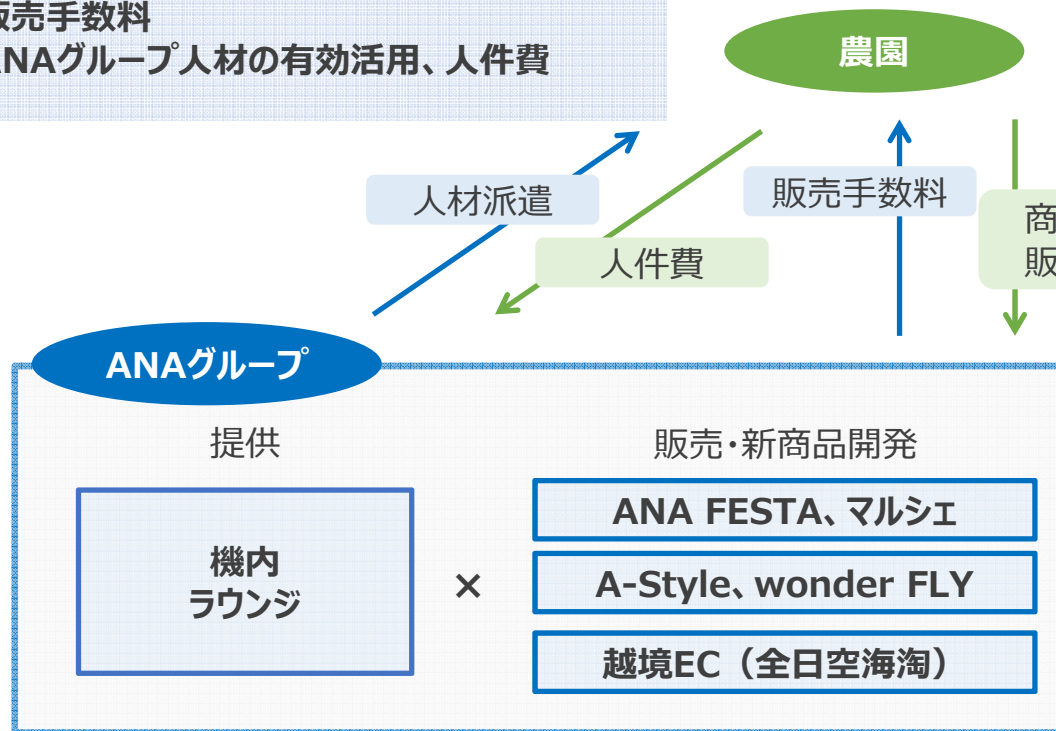 販売手数料
ANAグループ人材の有効活用、人件費
農園
人材派遣
販売手数料
人件費
商
販
ANAグループ
提供
販売・新商品開発
機内
ラウンジ
×
ANA FESTA、マルシェ
A-Style、wonder FLY
越境EC（全日空海淘）